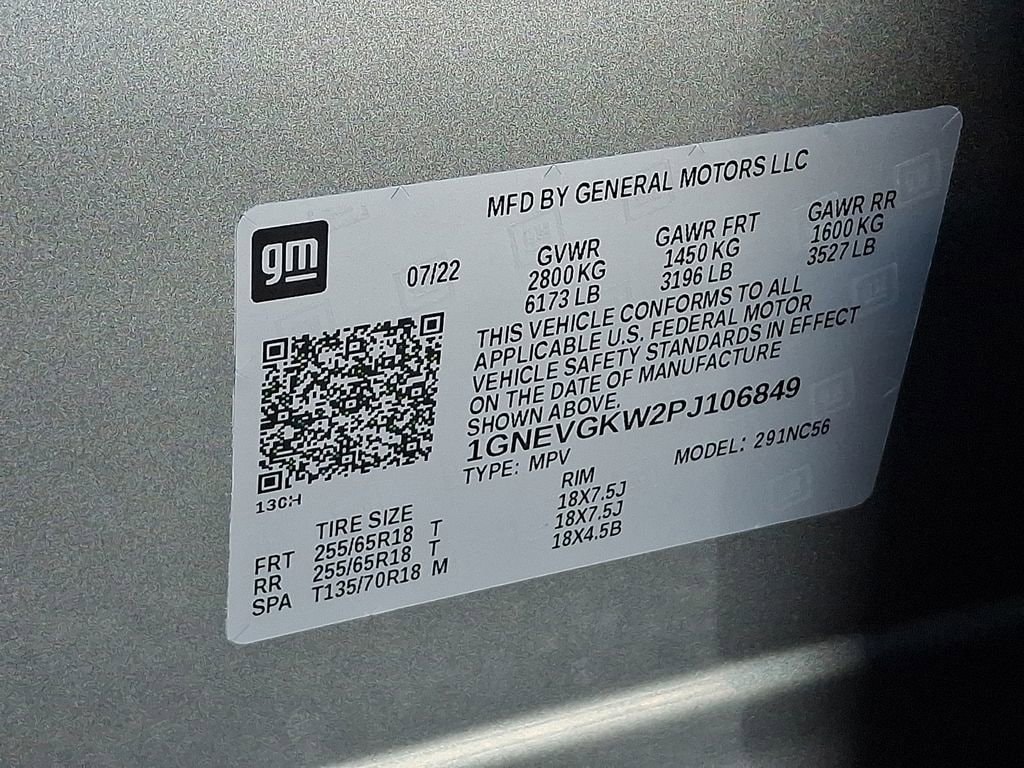 MFD BY GENERAL MOTORS LLC
gm
07/22
GVWR
2800 KG
6173 LB
GAWR FRT
1450 KG
3196 LB
GAWR RR
1600 KG
3527 LB
THIS VEHICLE CONFORMS TO ALL
APPLICABLE U.S. FEDERAL MOTOR
VEHICLE SAFETY STANDARDS IN EFFECT
ON THE DATE OF MANUFACTURE
SHOWN ABOVE.
1GNEVGKW2PJ106849
TYPE: MPV
MODEL: 291NC56
13CH
TIRE SIZE
RIM
FRT 255/65R18 T 18X7.5J
RR 255/65R18 T 18X7.5J
SPA T135/70R18 M 18X4.5B